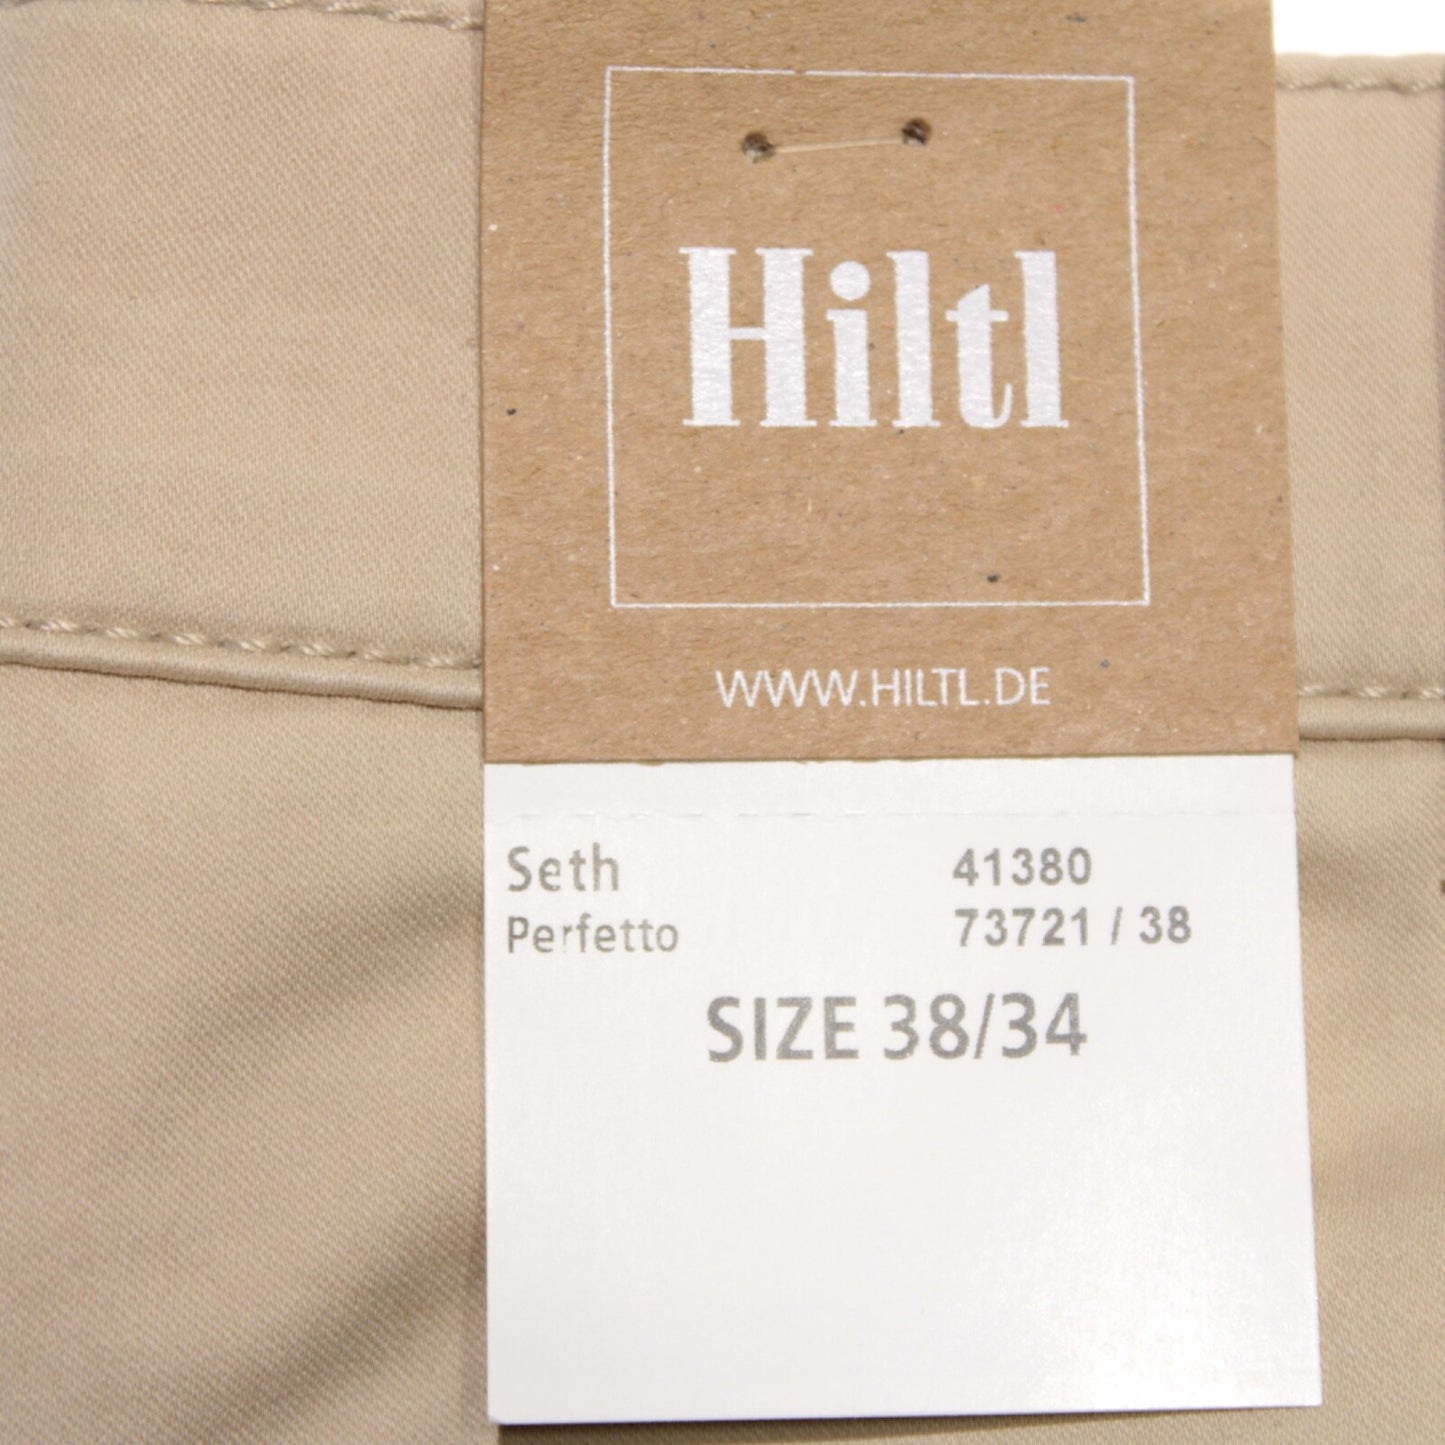 Hiltl
WWW.HILTL.DE
Seth 41380
Perfetto 73721 / 38
SIZE 38/34